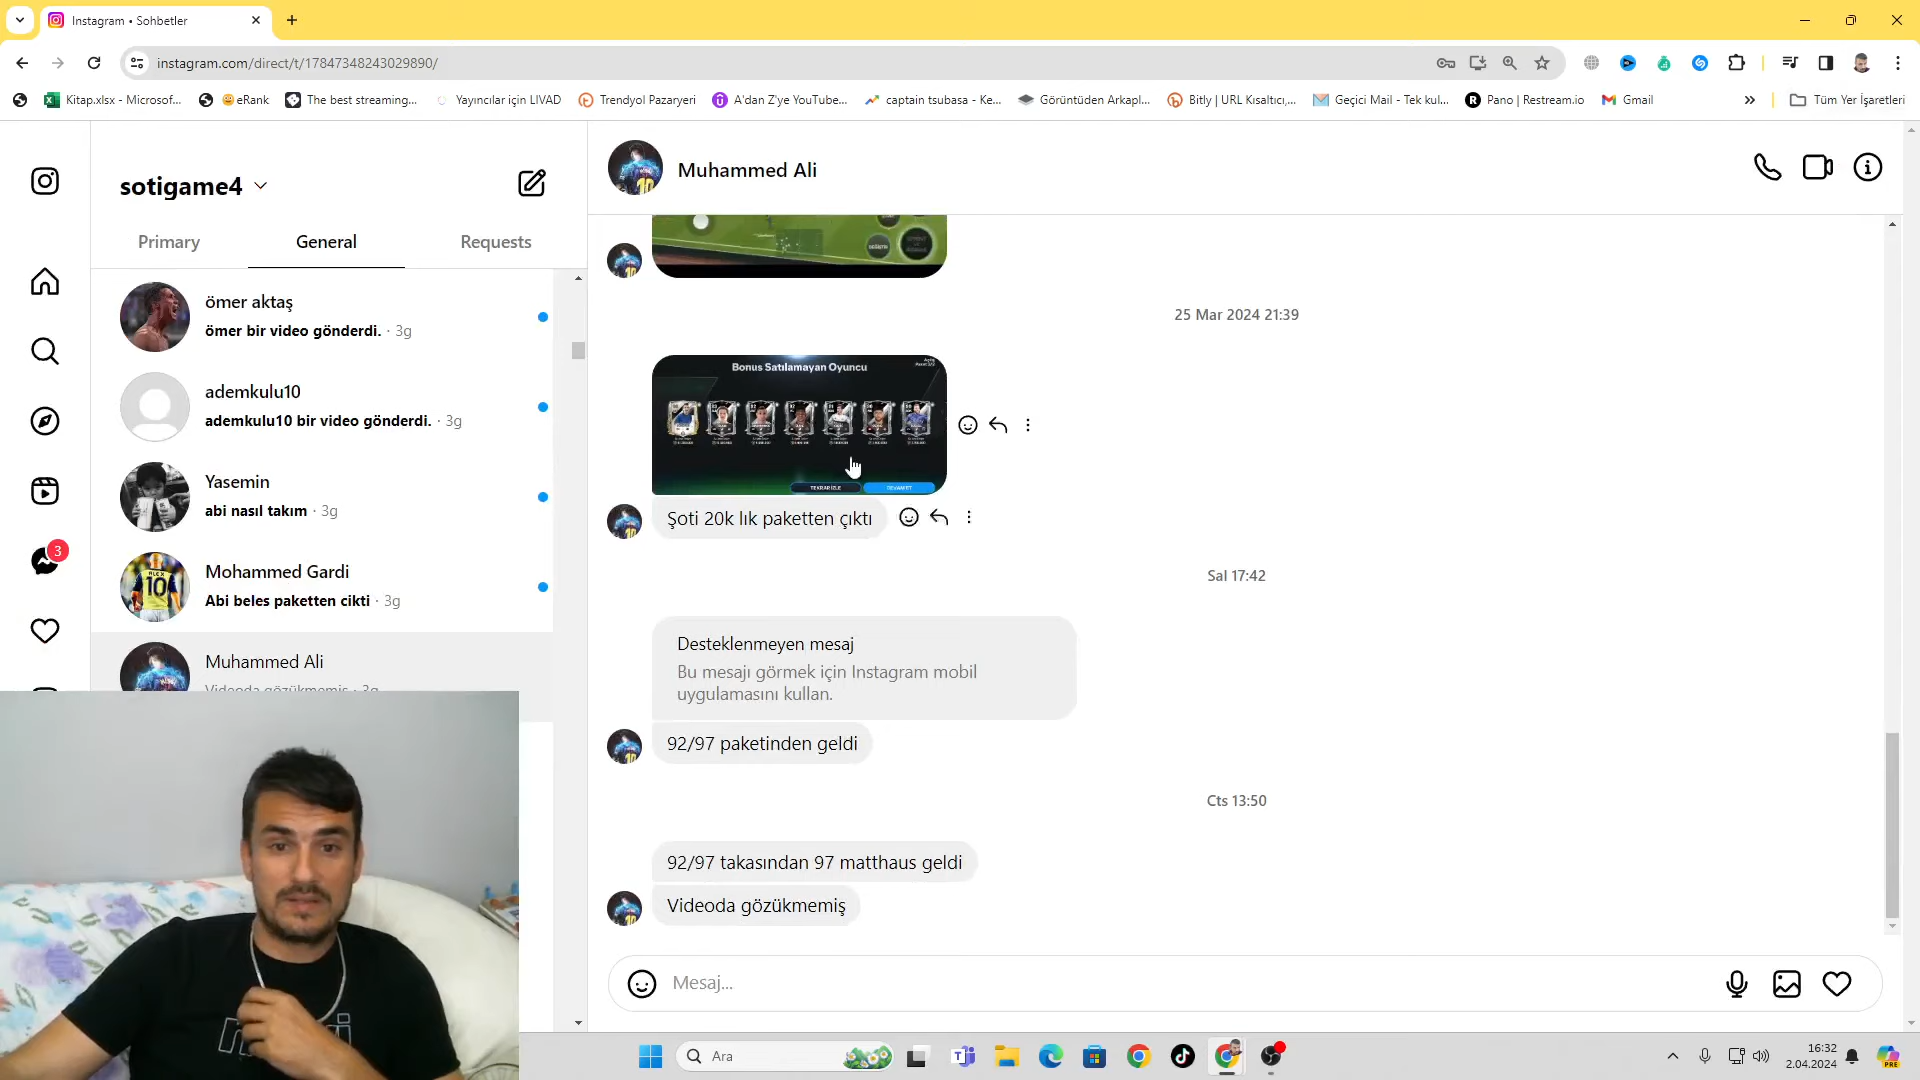 Instagram • Sohbetler
instagram.com/direct/t/17847348243029890/
Kitap.xlsx - Microsof...
eRank
The best streaming...
Yayıncılar için LIVAD
Trendyol Pazaryeri
A'dan Z'ye YouTube...
captain tsubasa - Ke...
Görüntüden Arkapl...
Bitly | URL Kısaltıcı,...
Geçici Mail - Tek kul...
Pano | Restream.io
Gmail
Tüm Yer İşaretleri
sotigame4
Primary
General
Requests
ömer aktaş
ömer bir video gönderdi. · 3g
ademkulu10
ademkulu10 bir video gönderdi. · 3g
Yasemin
abi nasıl takım · 3g
3
Mohammed Gardi
Abi beles paketten cikti · 3g
Muhammed Ali
Videoda gözükmemiş · 3g
Muhammed Ali
25 Mar 2024 21:39
Bonus Satılamayan Oyuncu
TEKRAR İZLE
DEVAM ET
Şoti 20k lık paketten çıktı
Sal 17:42
Desteklenmeyen mesaj
Bu mesajı görmek için Instagram mobil
uygulamasını kullan.
92/97 paketinden geldi
Cts 13:50
92/97 takasından 97 matthaus geldi
Videoda gözükmemiş
Mesaj...
Ara
16:32
2.04.2024